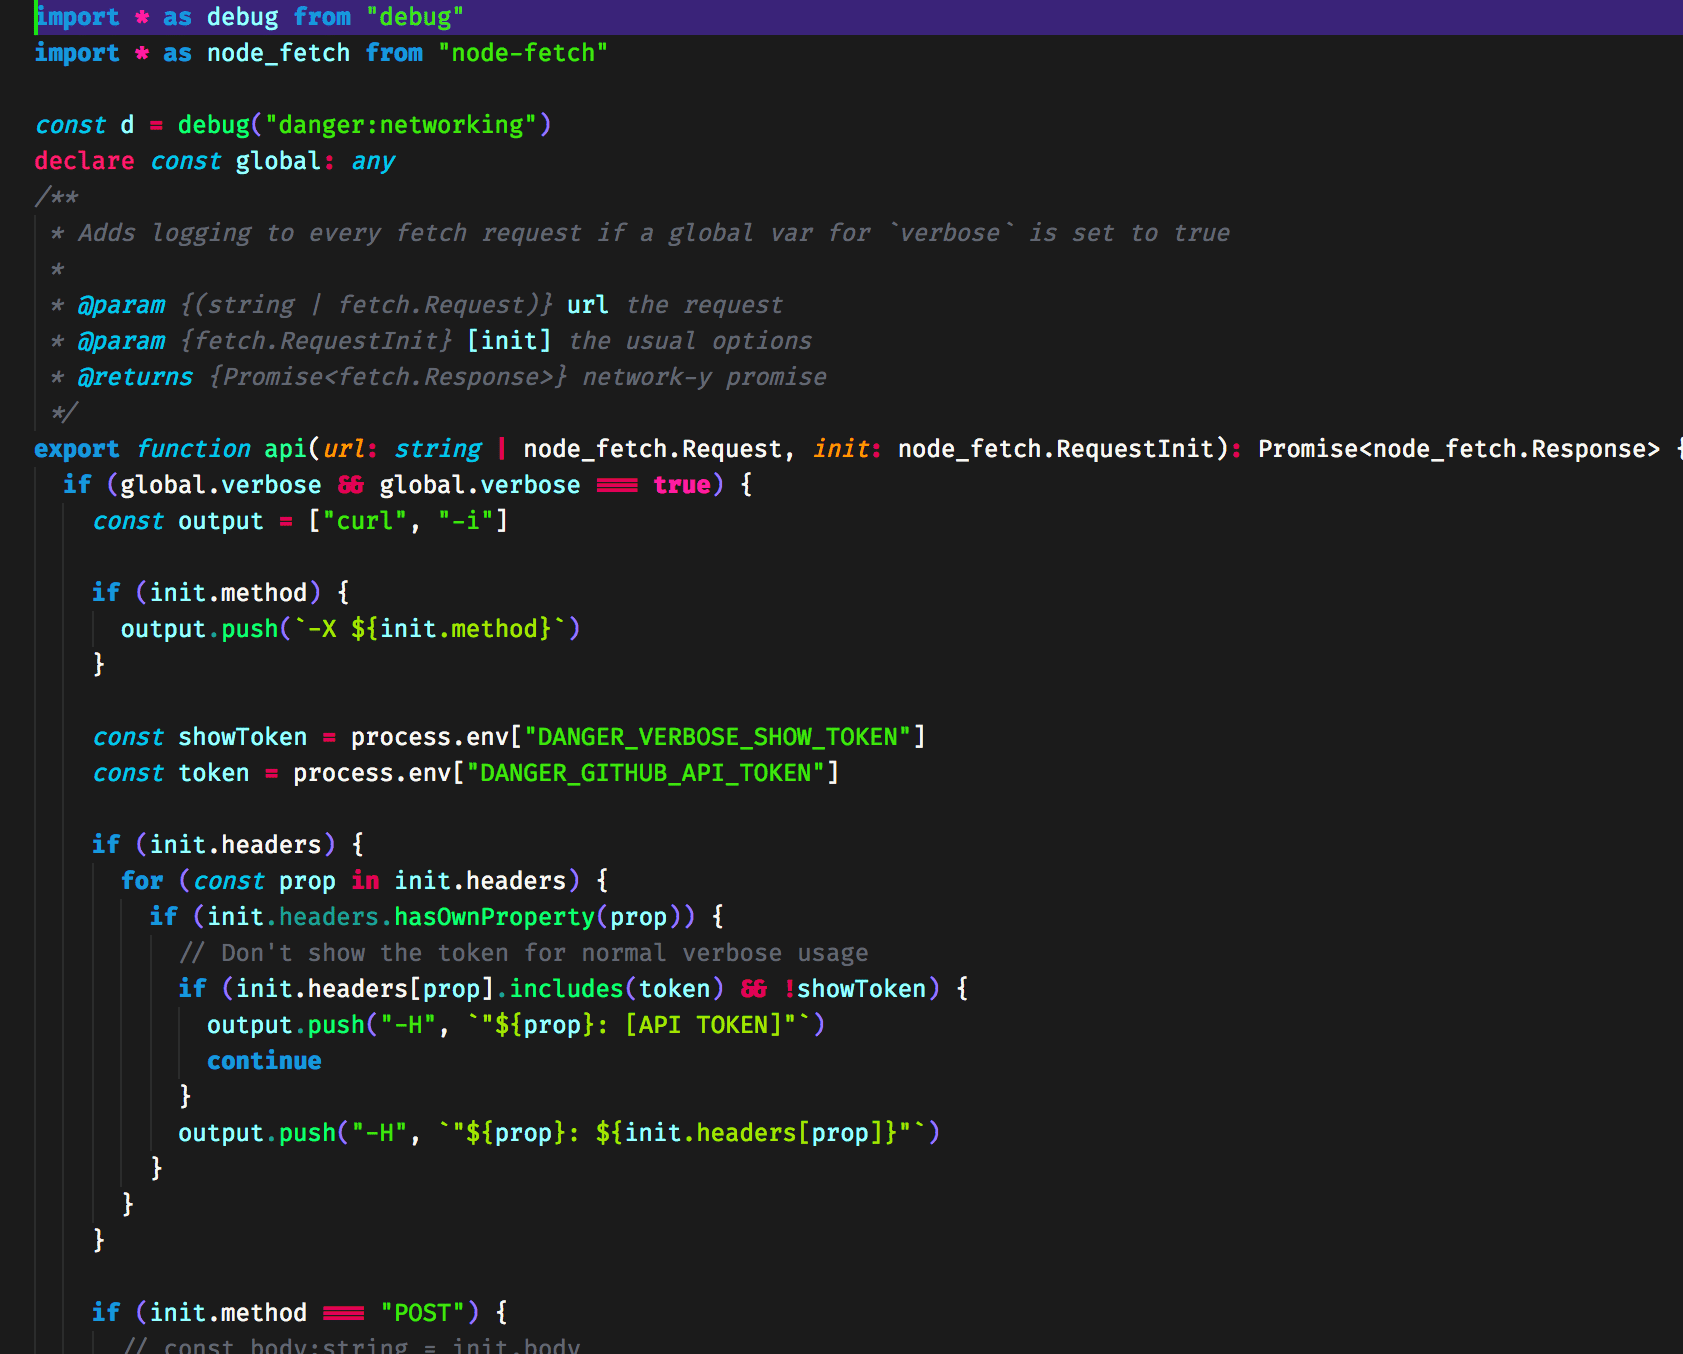 import * as debug from "debug"
import * as node_fetch from "node-fetch"
const d = debug("danger:networking")
declare const global: any
/**
* Adds logging to every fetch request if a global var for `verbose` is set to true
*
* @param {(string | fetch.Request)} url the request
* @param {fetch.RequestInit} [init] the usual options
* @returns {Promise<fetch.Response>} network-y promise
*/
export function api(url: string | node_fetch.Request, init: node_fetch.RequestInit): Promise<node_fetch.Response> {
if (global.verbose && global.verbose === true) {
const output = ["curl", "-i"]
if (init.method) {
output.push(`-X ${init.method}`)
}
const showToken = process.env["DANGER_VERBOSE_SHOW_TOKEN"]
const token = process.env["DANGER_GITHUB_API_TOKEN"]
if (init.headers) {
for (const prop in init.headers) {
if (init.headers.hasOwnProperty(prop)) {
// Don't show the token for normal verbose usage
if (init.headers[prop].includes(token) && !showToken) {
output.push("-H", `"${prop}: [API TOKEN]"`)
continue
}
output.push("-H", `"${prop}: ${init.headers[prop]}"`)
}
}
}
if (init.method === "POST") {
// const body:string = init.body